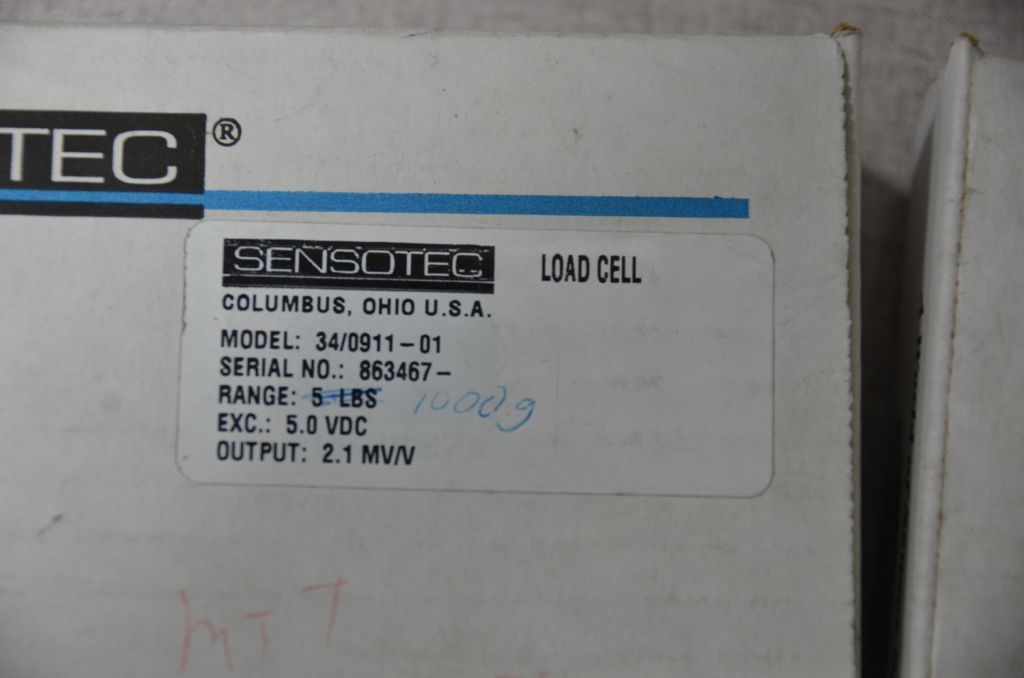 TEC®
SENSOTEC LOAD CELL
COLUMBUS, OHIO U.S.A.
MODEL: 34/0911-01
SERIAL NO.: 863467-
RANGE: 5 LBS 1000g
EXC.: 5.0 VDC
OUTPUT: 2.1 MV/V